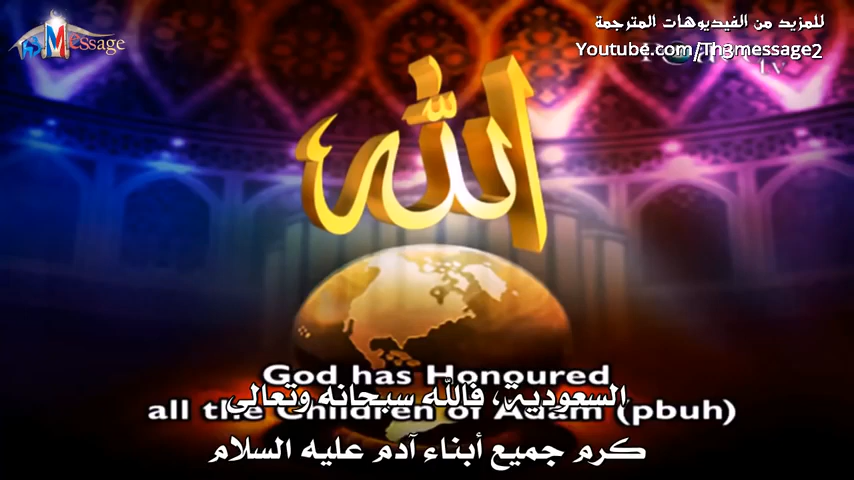 Message
للمزيد من الفيديوهات المترجمة
Youtube.com/Th3message2
الله
God has Honoured
السعودية، فالله سبحانه وتعالى
all the Children of Adam (pbuh)
كرم جميع أبناء آدم عليه السلام